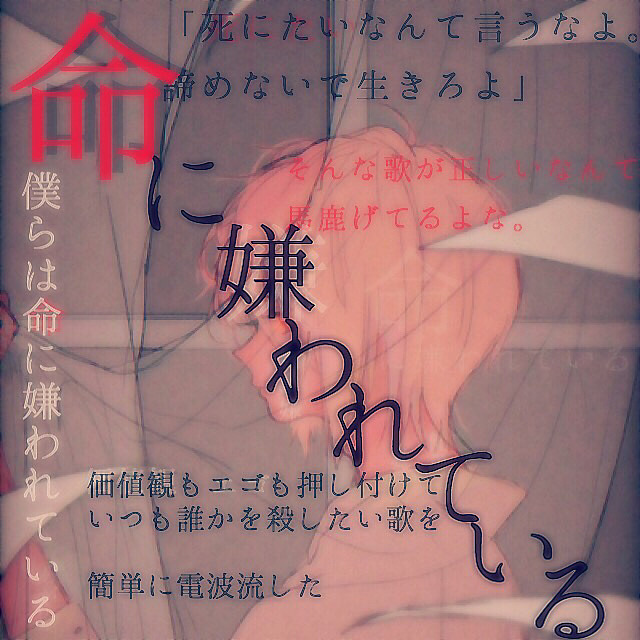 「死にたいなんて言うなよ。
諦めないで生きろよ」
そんな歌が正しいなんて
馬鹿げてるよな。
命に嫌われている
僕らは命に嫌われている
価値観もエゴも押し付けて
いつも誰かを殺したい歌を
簡単に電波流した